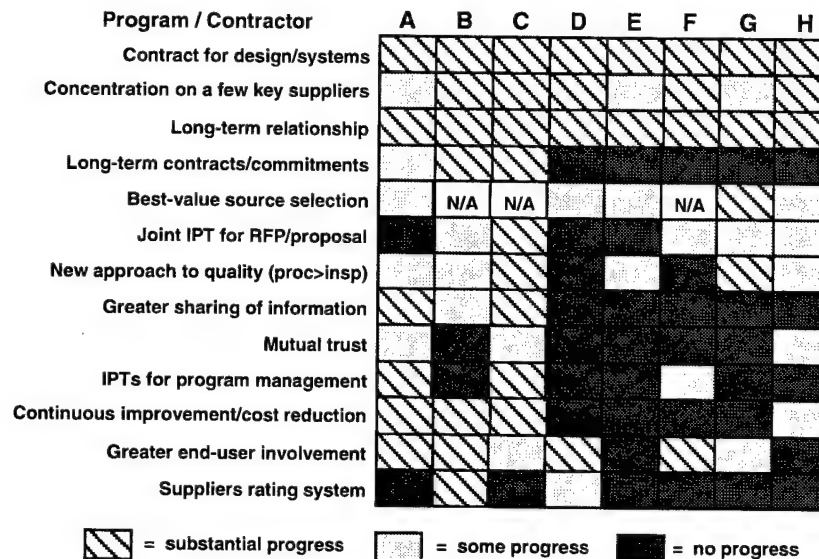 Program / Contractor A B C D E F G H
Contract for design/systems
Concentration on a few key suppliers
Long-term relationship
Long-term contracts/commitments
Best-value source selection N/A N/A N/A
Joint IPT for RFP/proposal
New approach to quality (proc>insp)
Greater sharing of information
Mutual trust
IPTs for program management
Continuous improvement/cost reduction
Greater end-user involvement
Suppliers rating system
= substantial progress = some progress = no progress